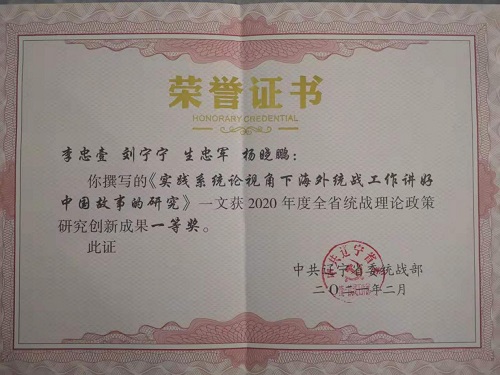 荣誉证书
HONORARY CREDENTIAL
李忠壹 刘宁宁 生忠军 杨晓鹏：
你撰写的《实践系统论视角下海外统战工作讲好
中国故事的研究》一文获2020年度全省统战理论政策
研究创新成果一等奖。
此证
中共辽宁省委统战部
二〇二一年二月